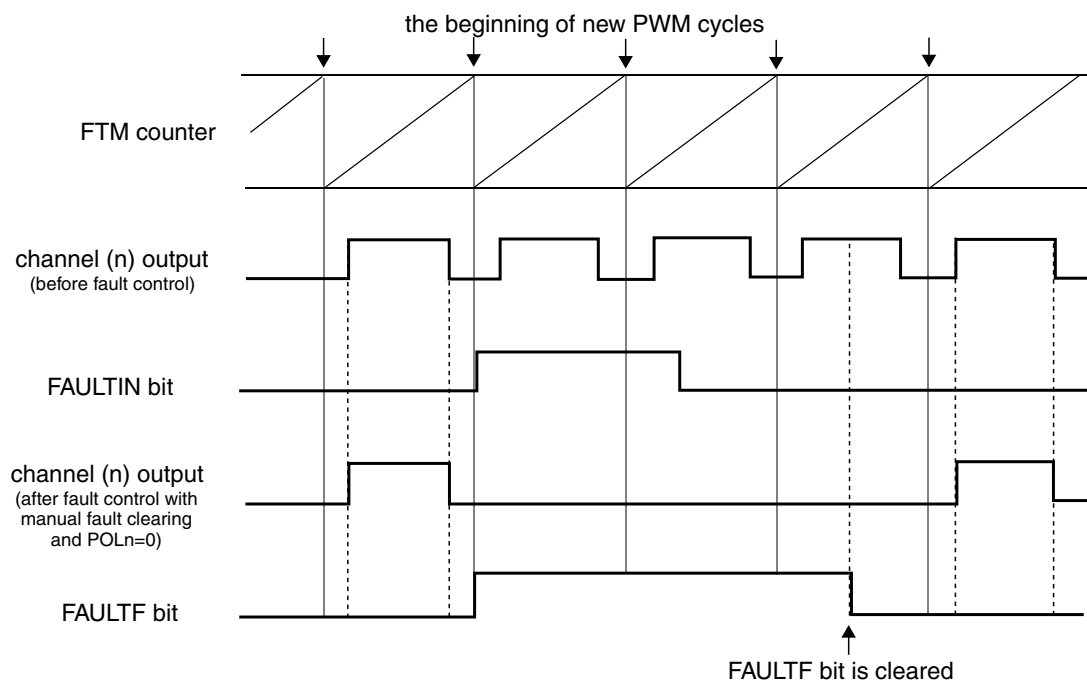 the beginning of new PWM cycles
FTM counter
channel (n) output
(before fault control)
FAULTIN bit
channel (n) output
(after fault control with
manual fault clearing
and POLn=0)
FAULTF bit
FAULTF bit is cleared